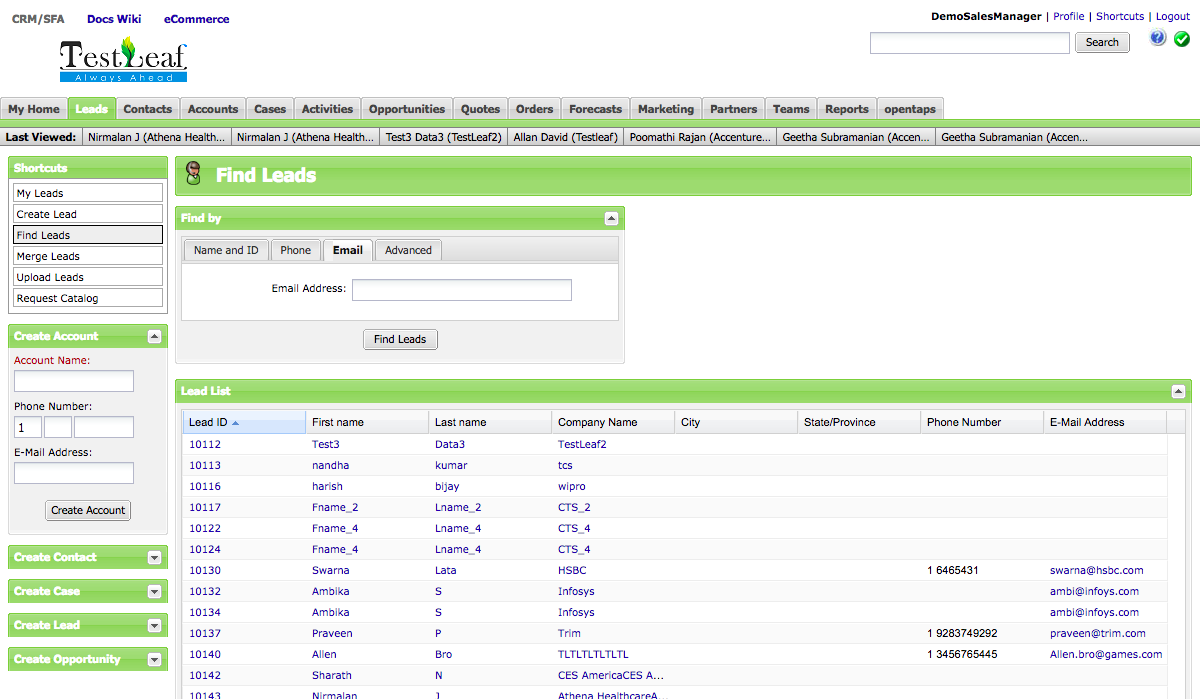 CRM/SFA Docs Wiki eCommerce
DemoSalesManager | Profile | Shortcuts | Logout
TestLeaf
Always Ahead
Search
My Home Leads Contacts Accounts Cases Activities Opportunities Quotes Orders Forecasts Marketing Partners Teams Reports opentaps
Last Viewed: Nirmalan J (Athena Health... Nirmalan J (Athena Health... Test3 Data3 (TestLeaf2) Allan David (Testleaf) Poomathi Rajan (Accenture... Geetha Subramanian (Accen... Geetha Subramanian (Accen...
Shortcuts
My Leads
Create Lead
Find Leads
Merge Leads
Upload Leads
Request Catalog
Create Account
Account Name:
Phone Number:
1
E-Mail Address:
Create Account
Create Contact
Create Case
Create Lead
Create Opportunity
Find Leads
Find by
Name and ID Phone Email Advanced
Email Address:
Find Leads
Lead List
Lead ID First name Last name Company Name City State/Province Phone Number E-Mail Address
10112 Test3 Data3 TestLeaf2
10113 nandha kumar tcs
10116 harish bijay wipro
10117 Fname_2 Lname_2 CTS_2
10122 Fname_4 Lname_4 CTS_4
10124 Fname_4 Lname_4 CTS_4
10130 Swarna Lata HSBC 1 6465431 swarna@hsbc.com
10132 Ambika S Infosys ambi@infoys.com
10134 Ambika S Infosys ambi@infoys.com
10137 Praveen P Trim 1 9283749292 praveen@trim.com
10140 Allen Bro TLTLTLTLTLTL 1 3456765445 Allen.bro@games.com
10142 Sharath N CES AmericaCES A...
10143 Nirmalan J Athena HealthcareA...